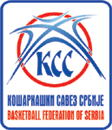 КСС
КОШАРКАШКИ САВЕЗ СРБИЈЕ
BASKETBALL FEDERATION OF SERBIA